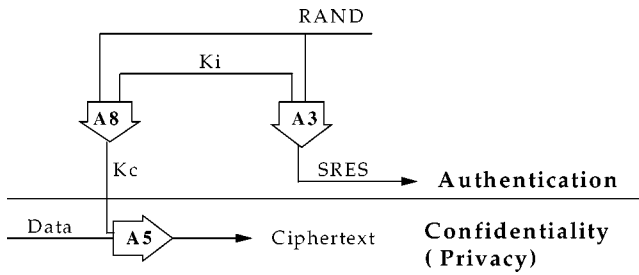 RAND
Ki
A8
A3
Kc
SRES
Authentication
Data
A5
Ciphertext
Confidentiality
( Privacy)